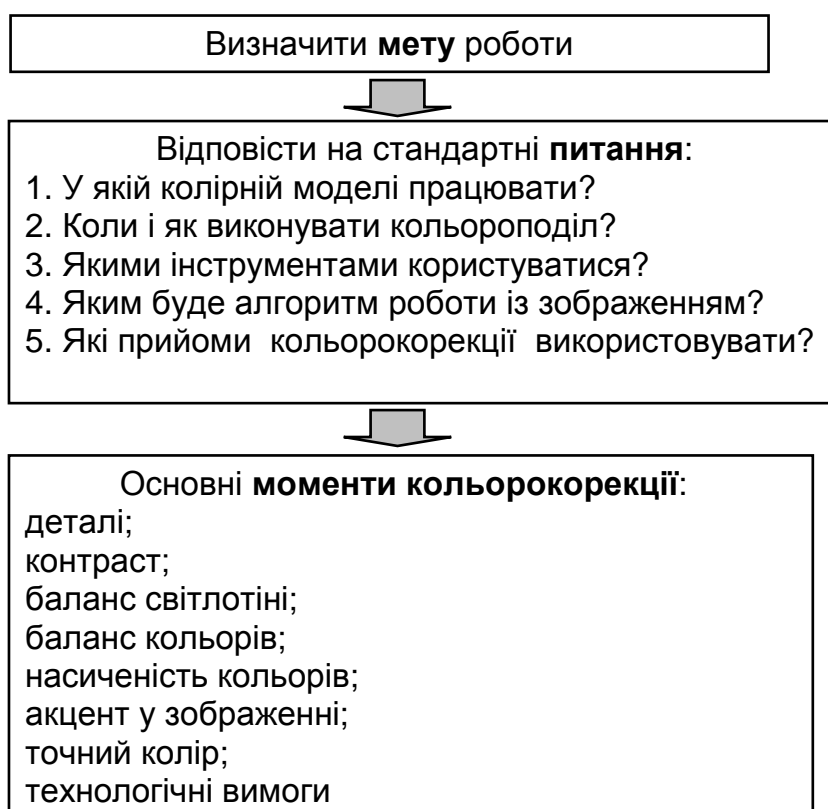 Визначити мету роботи
Відповісти на стандартні питання:
1. У якій колірній моделі працювати?
2. Коли і як виконувати кольороподіл?
3. Якими інструментами користуватися?
4. Яким буде алгоритм роботи із зображенням?
5. Які прийоми кольорокорекції використовувати?
Основні моменти кольорокорекції:
деталі;
контраст;
баланс світлотіні;
баланс кольорів;
насиченість кольорів;
акцент у зображенні;
точний колір;
технологічні вимоги